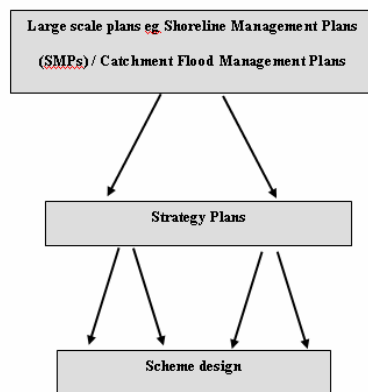 Large scale plans eg Shoreline Management Plans
(SMPs) / Catchment Flood Management Plans
Strategy Plans
Scheme design